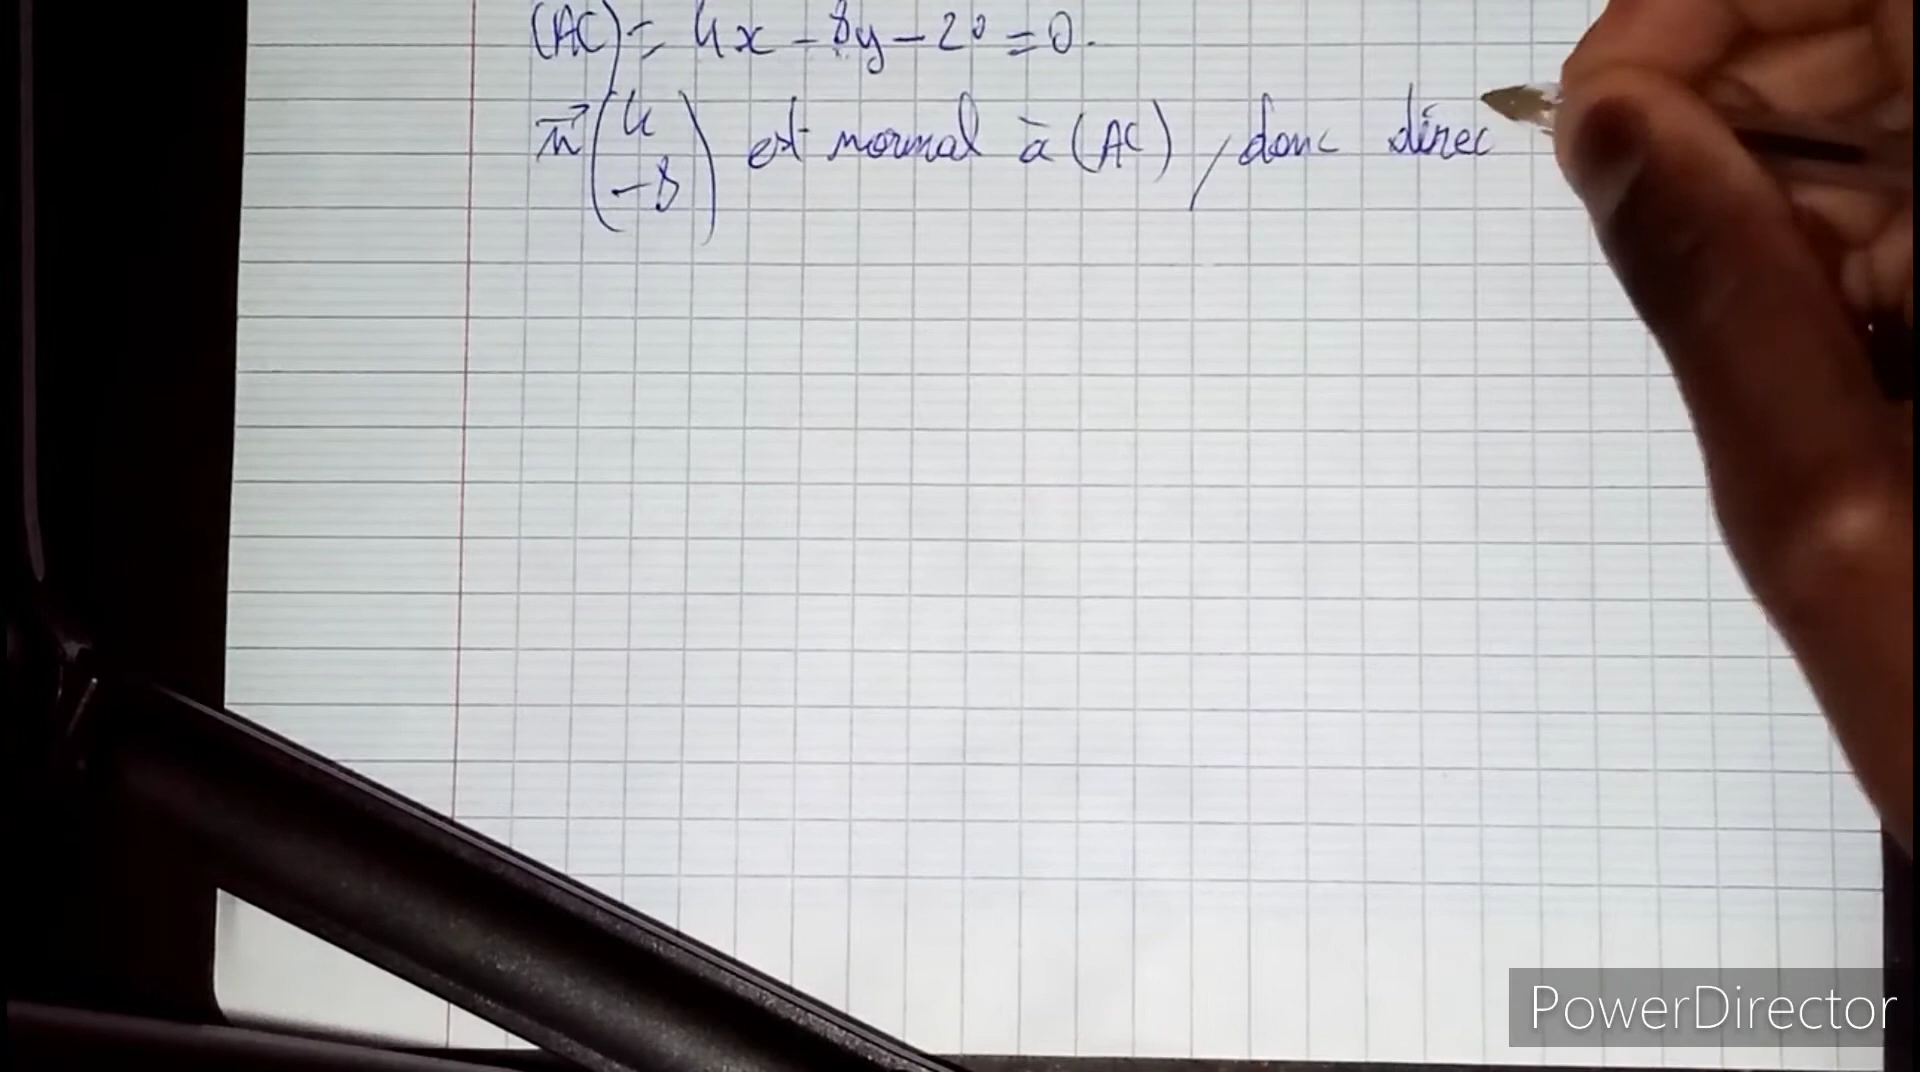 (AC) = 4x - 8y - 20 = 0.
n⃗ (4 -8) est normal à (AC), donc direc
PowerDirector